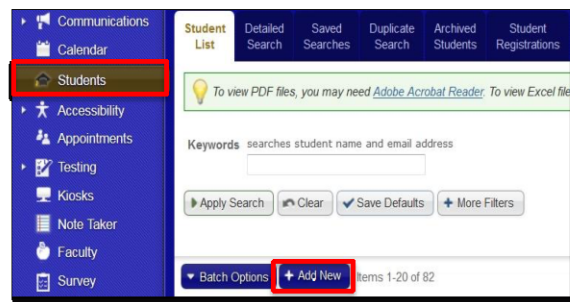 Communications
Calendar
Students
Accessibility
Appointments
Testing
Kiosks
Note Taker
Faculty
Survey
Student List
Detailed Search
Saved Searches
Duplicate Search
Archived Students
Student Registrations
To view PDF files, you may need Adobe Acrobat Reader. To view Excel file
Keywords searches student name and email address
Apply Search Clear Save Defaults + More Filters
Batch Options + Add New Items 1-20 of 82